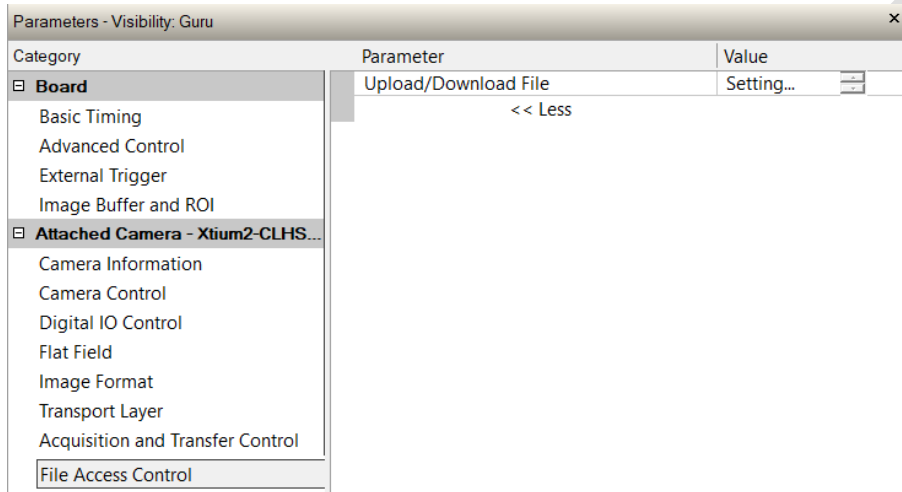 Parameters - Visibility: Guru
Category Parameter Value
Board
Basic Timing
Advanced Control
External Trigger
Image Buffer and ROI
Attached Camera - Xtium2-CLHS...
Camera Information
Camera Control
Digital IO Control
Flat Field
Image Format
Transport Layer
Acquisition and Transfer Control
File Access Control
Upload/Download File Setting...
<< Less